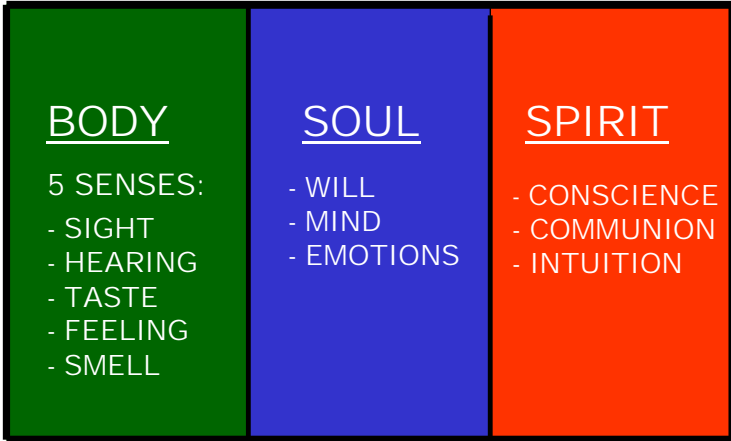 BODY
5 SENSES:
- SIGHT
- HEARING
- TASTE
- FEELING
- SMELL
SOUL
- WILL
- MIND
- EMOTIONS
SPIRIT
- CONSCIENCE
- COMMUNION
- INTUITION